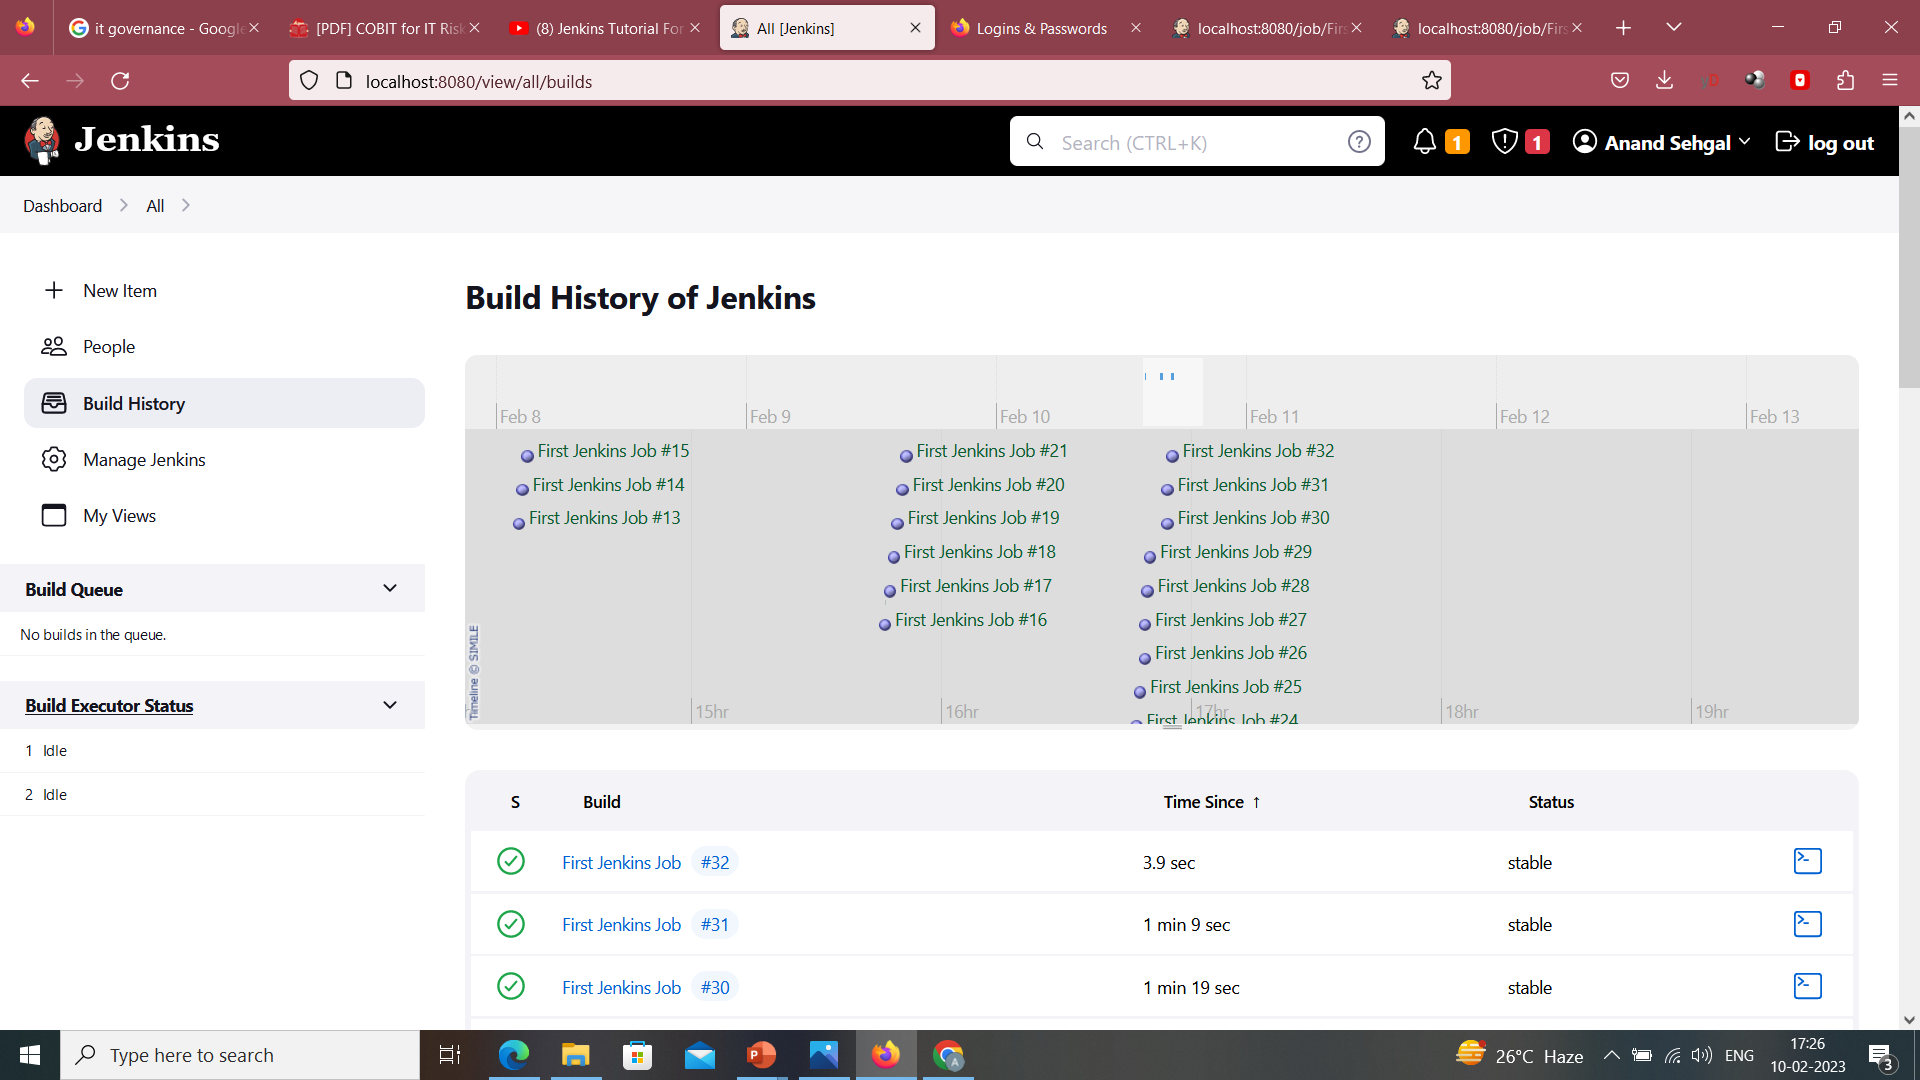 it governance - Google
[PDF] COBIT for IT Risk
(8) Jenkins Tutorial For
All [Jenkins]
Logins & Passwords
localhost:8080/job/Firs
localhost:8080/job/Firs
localhost:8080/view/all/builds
Jenkins
Search (CTRL+K)
1
1
Anand Sehgal
log out
Dashboard
All
New Item
People
Build History
Manage Jenkins
My Views
Build Queue
No builds in the queue.
Build Executor Status
1 Idle
2 Idle
Build History of Jenkins
Feb 8
Feb 9
Feb 10
Feb 11
Feb 12
Feb 13
First Jenkins Job #15
First Jenkins Job #14
First Jenkins Job #13
First Jenkins Job #21
First Jenkins Job #20
First Jenkins Job #19
First Jenkins Job #18
First Jenkins Job #17
First Jenkins Job #16
First Jenkins Job #32
First Jenkins Job #31
First Jenkins Job #30
First Jenkins Job #29
First Jenkins Job #28
First Jenkins Job #27
First Jenkins Job #26
First Jenkins Job #25
First Jenkins Job #24
Timeline © SIMILE
15hr
16hr
17hr
18hr
19hr
S Build Time Since ↑ Status
First Jenkins Job #32 3.9 sec stable
First Jenkins Job #31 1 min 9 sec stable
First Jenkins Job #30 1 min 19 sec stable
Type here to search
26°C Haze
ENG
17:26
10-02-2023
3